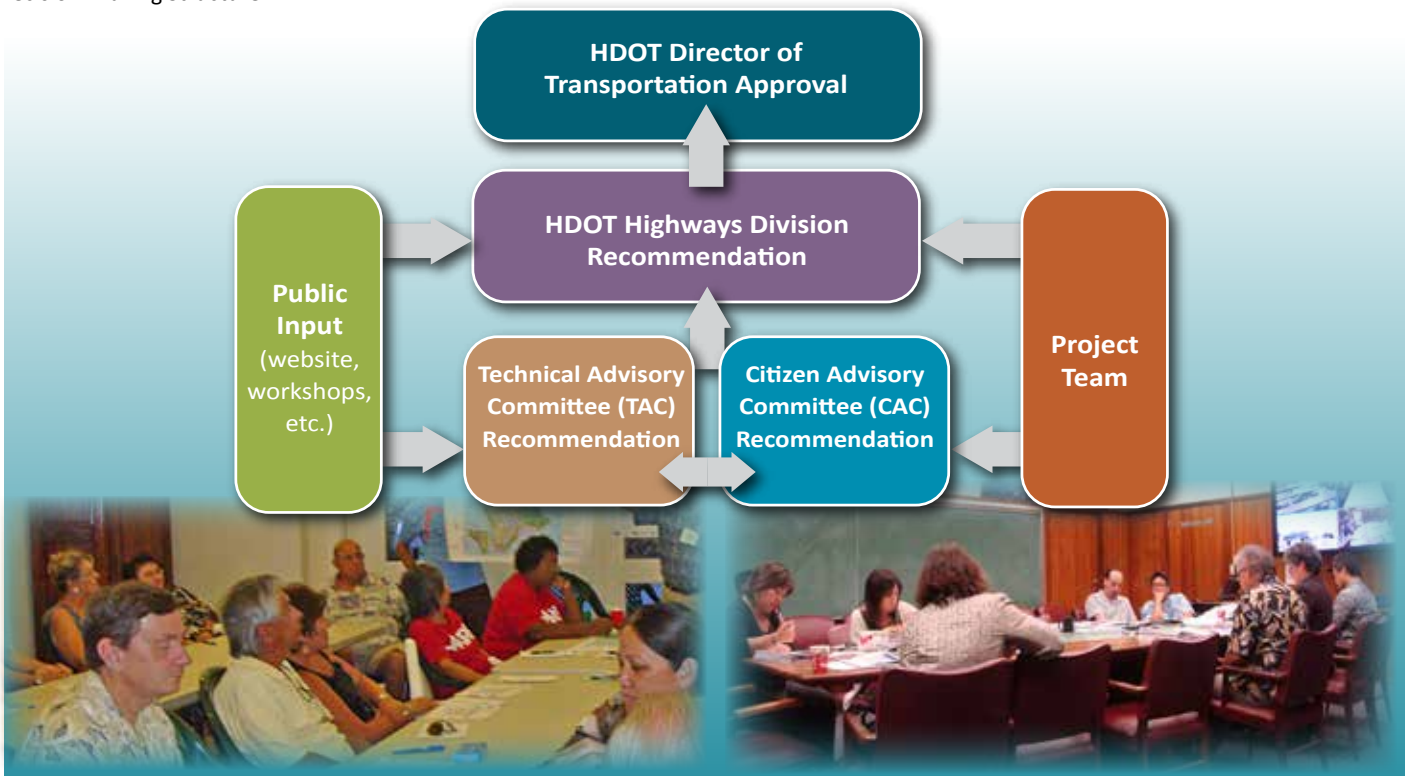 HDOT Director of
Transportation Approval
HDOT Highways Division
Recommendation
Public
Input
(website,
workshops,
etc.)
Technical Advisory
Committee (TAC)
Recommendation
Citizen Advisory
Committee (CAC)
Recommendation
Project
Team